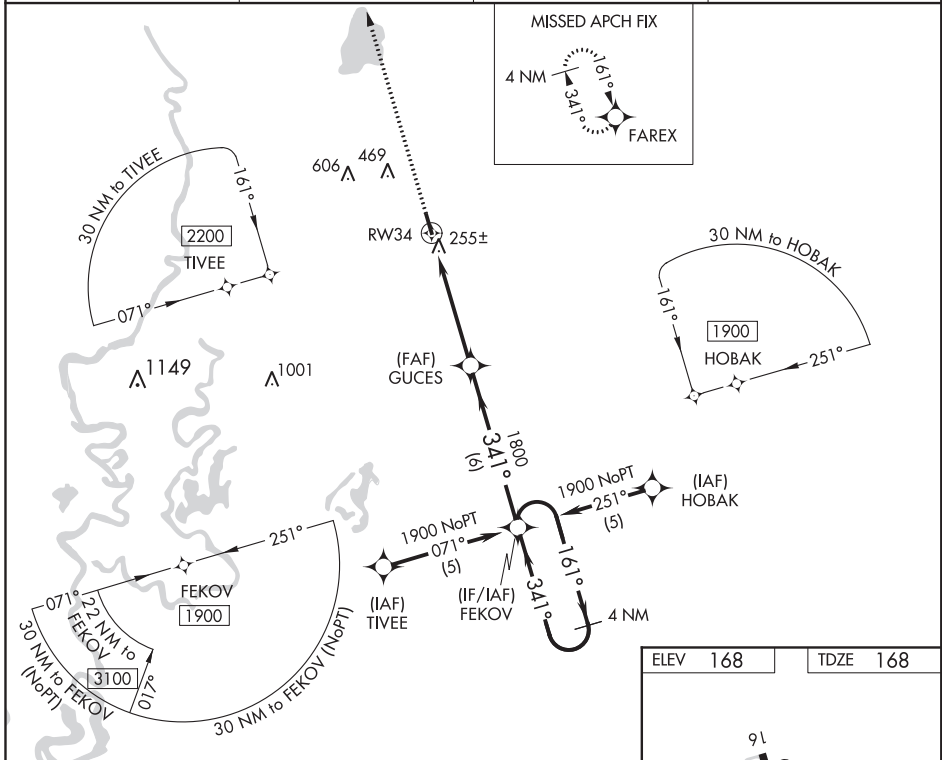 MISSED APCH FIX
4 NM
161°
341°
FAREX
30 NM to TIVEE
161°
2200
TIVEE
071°
606
469
RW34
255±
30 NM to HOBAK
161°
1900
HOBAK
251°
1149
1001
(FAF)
GUCES
1800
341°
(6)
1900 NoPT
251°
(5)
(IAF)
HOBAK
1900 NoPT
071°
(5)
(IAF)
TIVEE
(IF/IAF)
FEKOV
341°
161°
4 NM
251°
FEKOV
1900
071°
22 NM to
FEKOV
3100
017°
30 NM to FEKOV
(NoPT)
30 NM to FEKOV (NoPT)
ELEV 168
TDZE 168
16